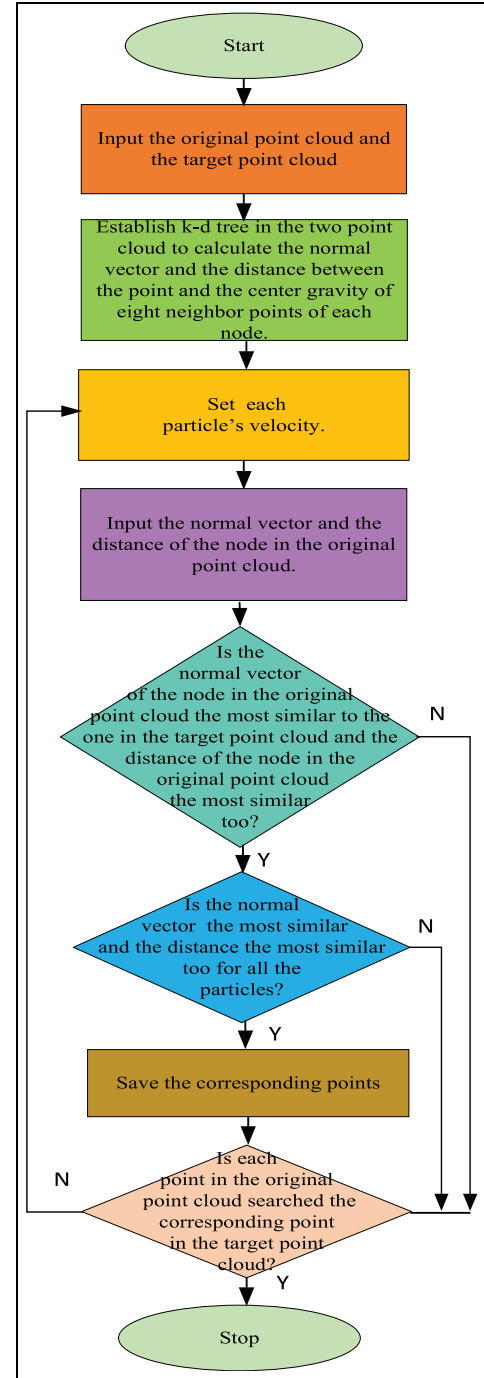 Start
Input the original point cloud and
the target point cloud
Establish k-d tree in the two point
cloud to calculate the normal
vector and the distance between
the point and the center gravity of
eight neighbor points of each
node.
Set each
particle's velocity.
Input the normal vector and the
distance of the node in the original
point cloud.
Is the
normal vector
of the node in the original
point cloud the most similar to the
one in the target point cloud and the
distance of the node in the
original point cloud
the most similar
too?
N
Y
Is the normal
vector the most similar
and the distance the most similar
too for all the
particles?
N
Y
Save the corresponding points
Is each
point in the original
point cloud searched the
corresponding point
in the target point
cloud?
N
Y
Stop